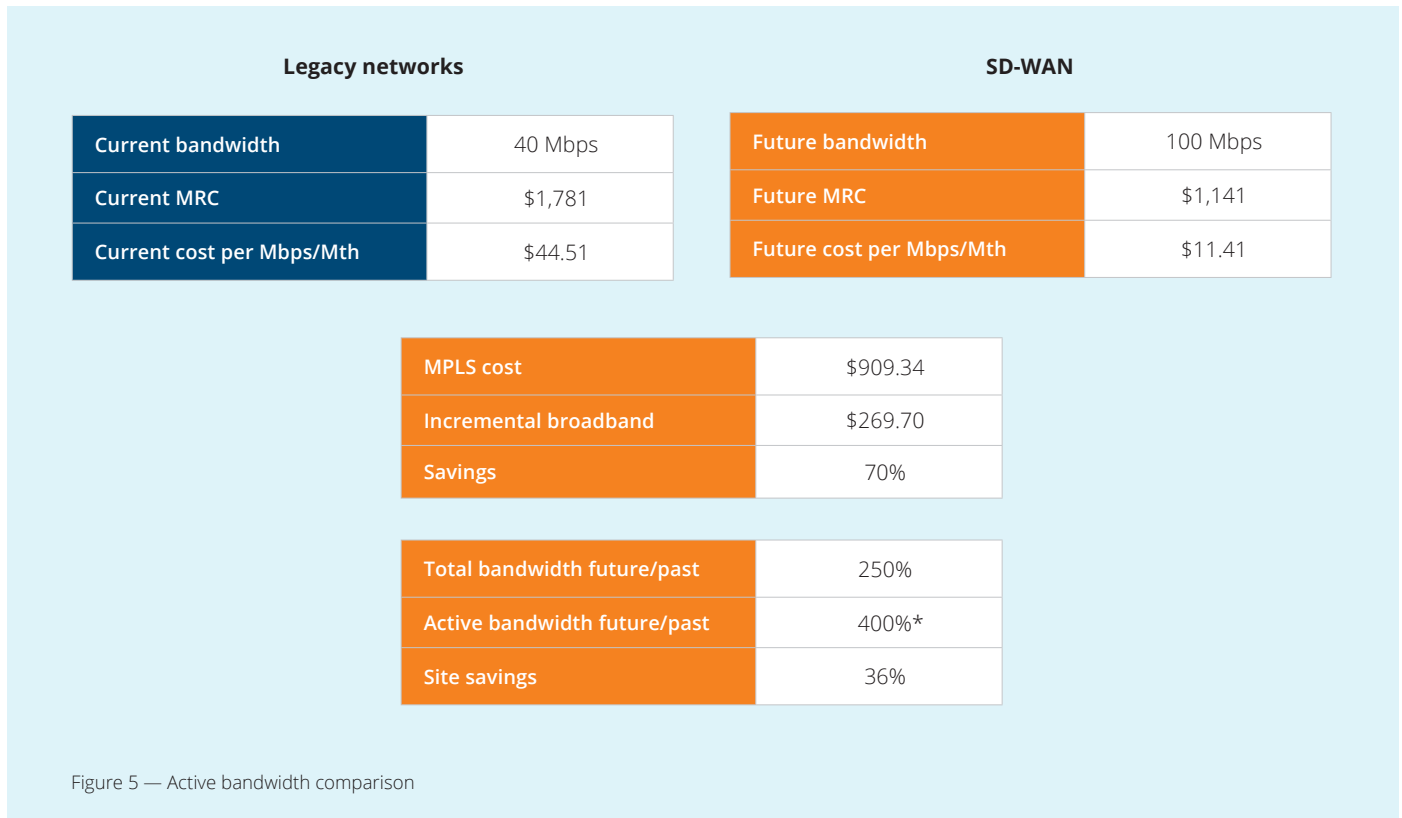 Legacy networks
SD-WAN
Current bandwidth 40 Mbps
Current MRC $1,781
Current cost per Mbps/Mth $44.51
Future bandwidth 100 Mbps
Future MRC $1,141
Future cost per Mbps/Mth $11.41
MPLS cost $909.34
Incremental broadband $269.70
Savings 70%
Total bandwidth future/past 250%
Active bandwidth future/past 400%*
Site savings 36%
Figure 5 — Active bandwidth comparison